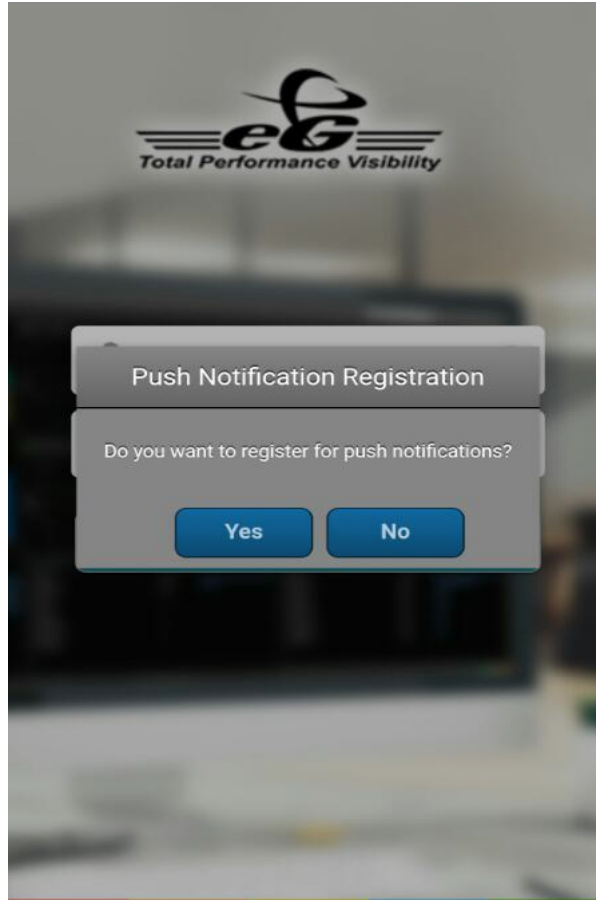 eG
Total Performance Visibility
Push Notification Registration
Do you want to register for push notifications?
Yes
No